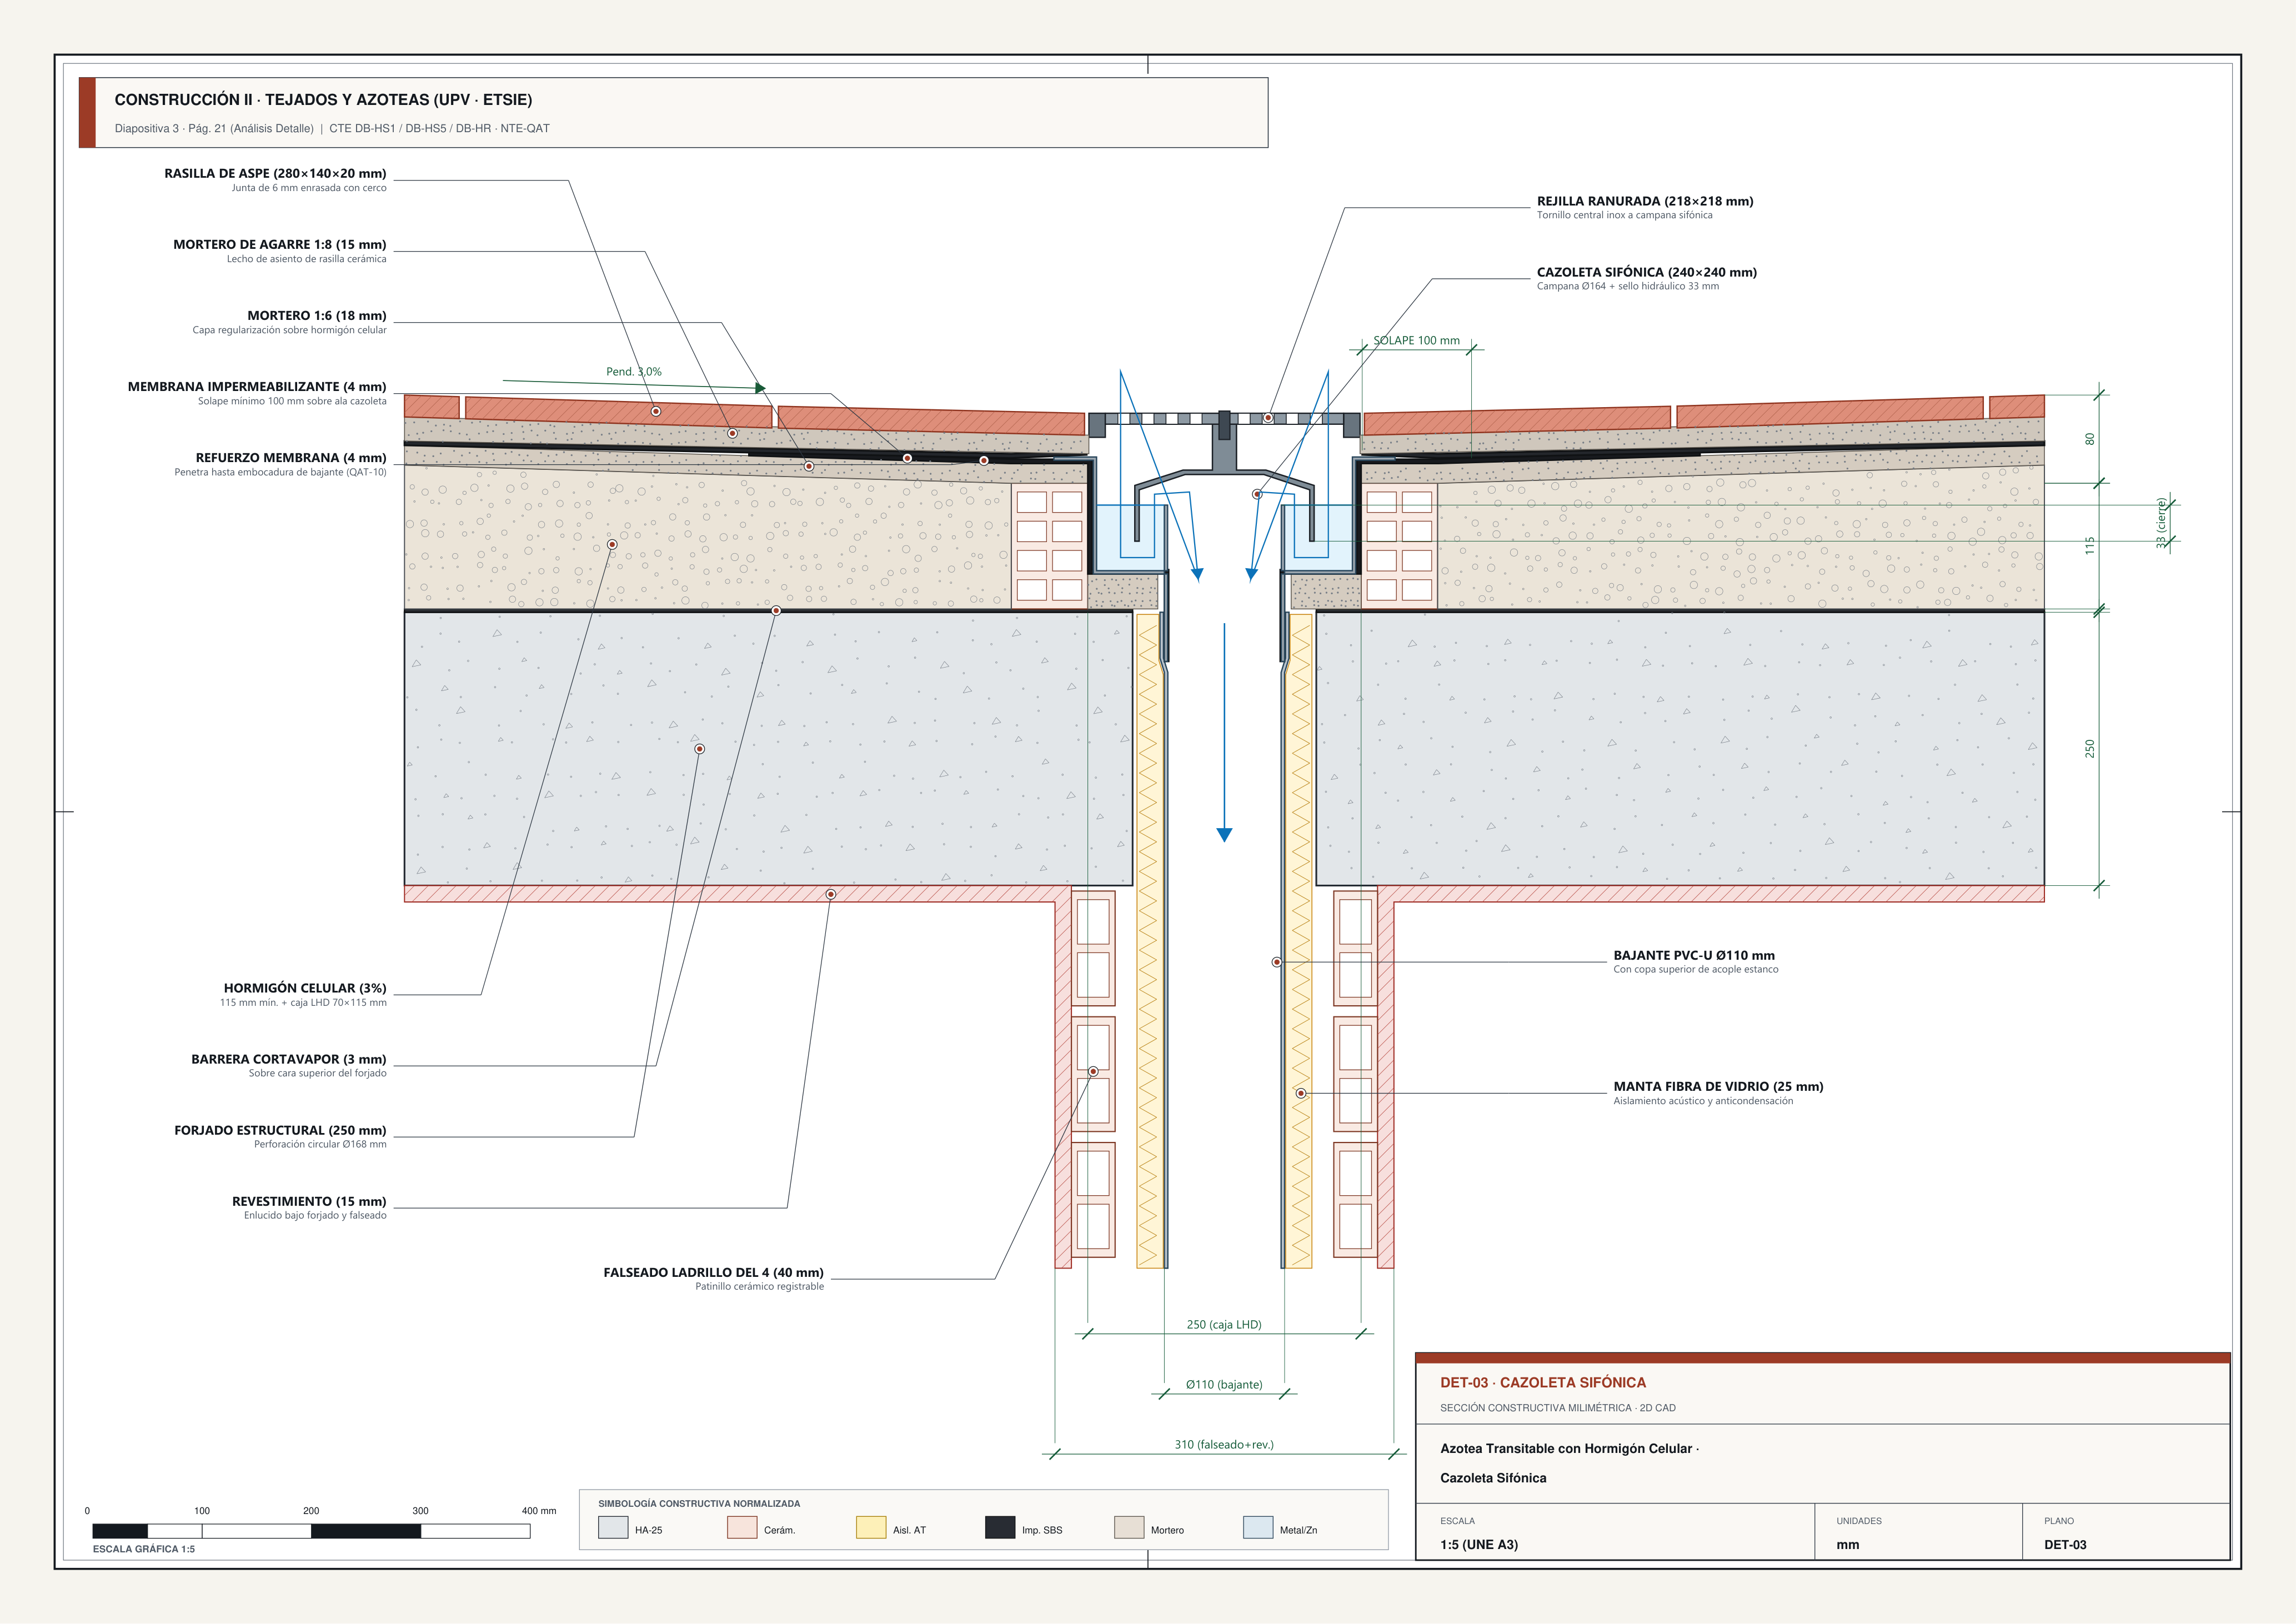 CONSTRUCCIÓN II · TEJADOS Y AZOTEAS (UPV · ETSIE)
Diapositiva 3 · Pág. 21 (Análisis Detalle) | CTE DB-HS1 / DB-HS5 / DB-HR · NTE-QAT
RASILLA DE ASPE (280×140×20 mm)
Junta de 6 mm enrasada con cerco
MORTERO DE AGARRE 1:8 (15 mm)
Lecho de asiento de rasilla cerámica
MORTERO 1:6 (18 mm)
Capa regularización sobre hormigón celular
MEMBRANA IMPERMEABILIZANTE (4 mm)
Solape mínimo 100 mm sobre ala cazoleta
REFUERZO MEMBRANA (4 mm)
Penetra hasta embocadura de bajante (QAT-10)
Pend. 3,0%
REJILLA RANURADA (218×218 mm)
Tornillo central inox a campana sifónica
CAZOLETA SIFÓNICA (240×240 mm)
Campana Ø164 + sello hidráulico 33 mm
SOLAPE 100 mm
80
33 (cierre)
115
250
HORMIGÓN CELULAR (3%)
115 mm mín. + caja LHD 70×115 mm
BARRERA CORTAVAPOR (3 mm)
Sobre cara superior del forjado
FORJADO ESTRUCTURAL (250 mm)
Perforación circular Ø168 mm
REVESTIMIENTO (15 mm)
Enlucido bajo forjado y falseado
FALSEADO LADRILLO DEL 4 (40 mm)
Patinillo cerámico registrable
BAJANTE PVC-U Ø110 mm
Con copa superior de acople estanco
MANTA FIBRA DE VIDRIO (25 mm)
Aislamiento acústico y anticondensación
250 (caja LHD)
Ø110 (bajante)
310 (falseado+rev.)
0 100 200 300 400 mm
ESCALA GRÁFICA 1:5
SIMBOLOGÍA CONSTRUCTIVA NORMALIZADA
HA-25 Cerám. Aisl. AT Imp. SBS Mortero Metal/Zn
DET-03 · CAZOLETA SIFÓNICA
SECCIÓN CONSTRUCTIVA MILIMÉTRICA · 2D CAD
Azotea Transitable con Hormigón Celular ·
Cazoleta Sifónica
ESCALA UNIDADES PLANO
1:5 (UNE A3) mm DET-03